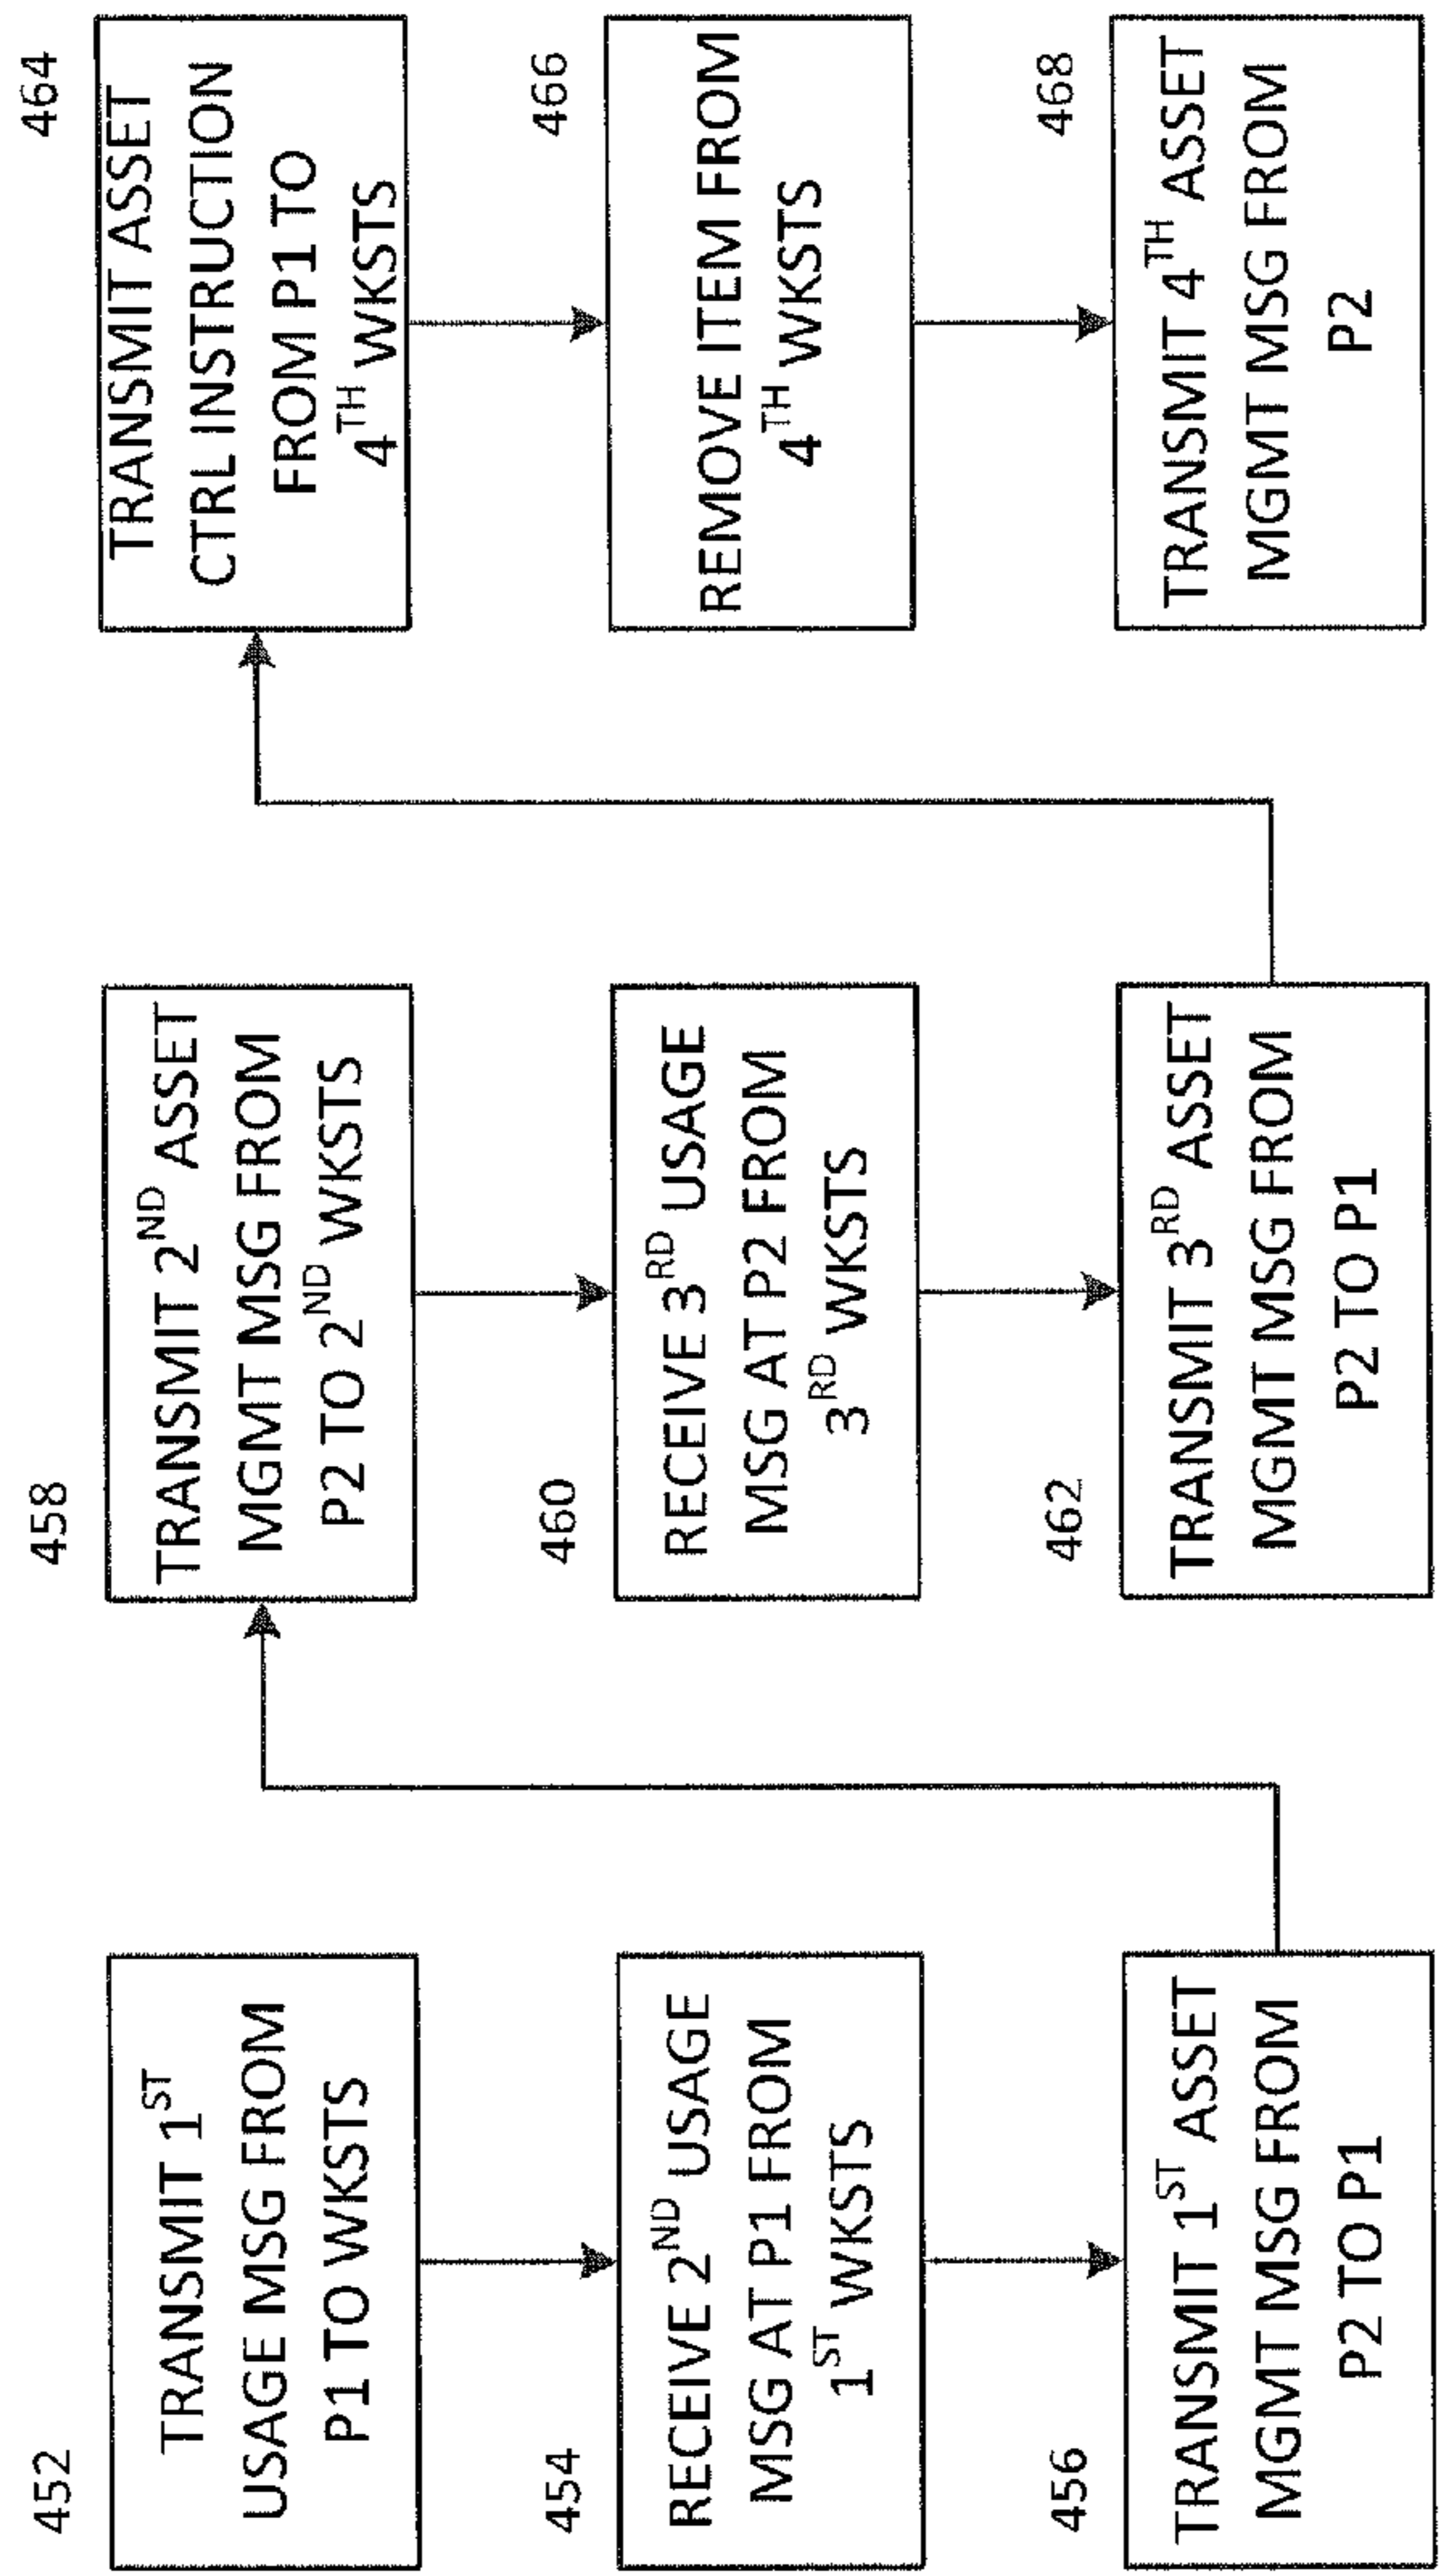 452
TRANSMIT 1ST
USAGE MSG FROM
P1 TO WKSTS
454
RECEIVE 2ND USAGE
MSG AT P1 FROM
1ST WKSTS
456
TRANSMIT 1ST ASSET
MGMT MSG FROM
P2 TO P1
458
TRANSMIT 2ND ASSET
MGMT MSG FROM
P2 TO 2ND WKSTS
460
RECEIVE 3RD USAGE
MSG AT P2 FROM
3RD WKSTS
462
TRANSMIT 3RD ASSET
MGMT MSG FROM
P2 TO P1
464
TRANSMIT ASSET
CTRL INSTRUCTION
FROM P1 TO
4TH WKSTS
466
REMOVE ITEM FROM
4TH WKSTS
468
TRANSMIT 4TH ASSET
MGMT MSG FROM
P2